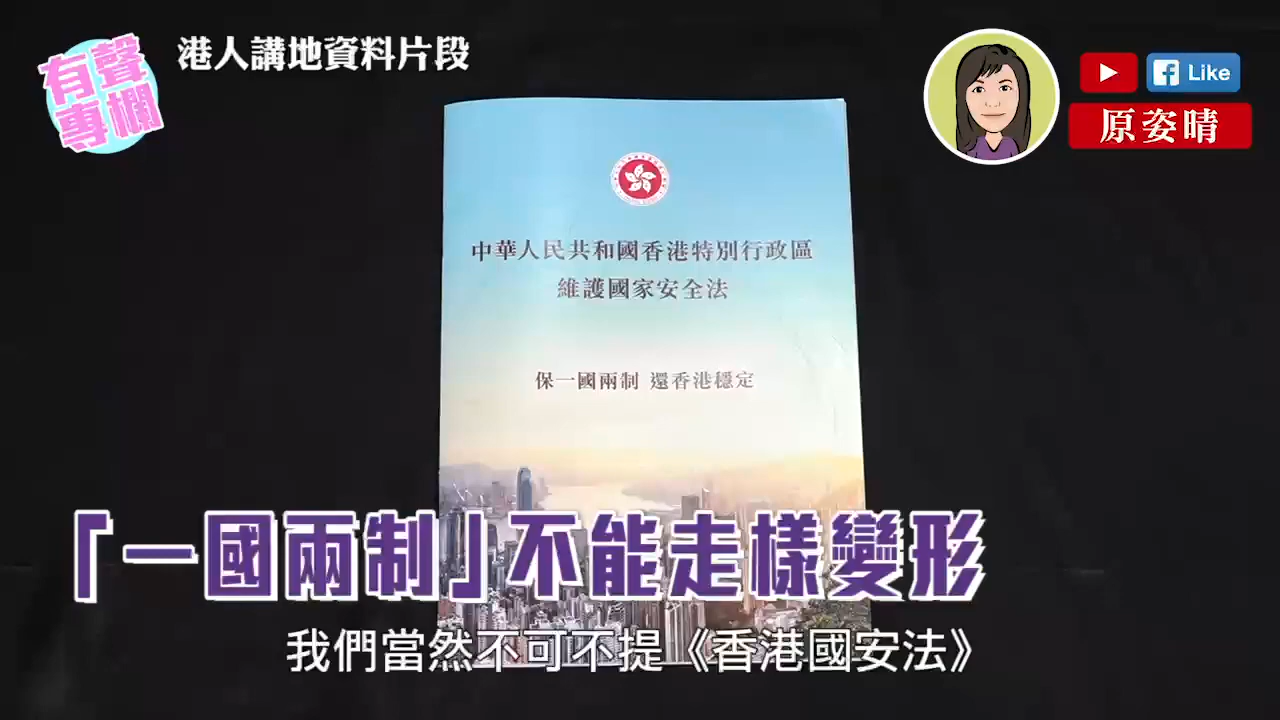 有聲
專欄
港人講地資料片段
Like
原姿晴
中華人民共和國香港特別行政區
維護國家安全法
保一國兩制 還香港穩定
「一國兩制」不能走樣變形
我們當然不可不提《香港國安法》